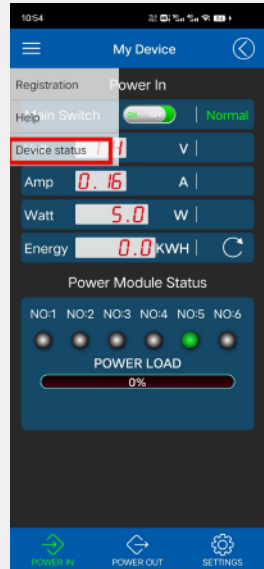 10:54
My Device
Registration
Power In
Help
Main Switch
Normal
Device status
V
Amp 0.16 A
Watt 5.0 W
Energy 0.0 KWH
Power Module Status
NO:1 NO:2 NO:3 NO:4 NO:5 NO:6
POWER LOAD
0%
POWER IN POWER OUT SETTINGS